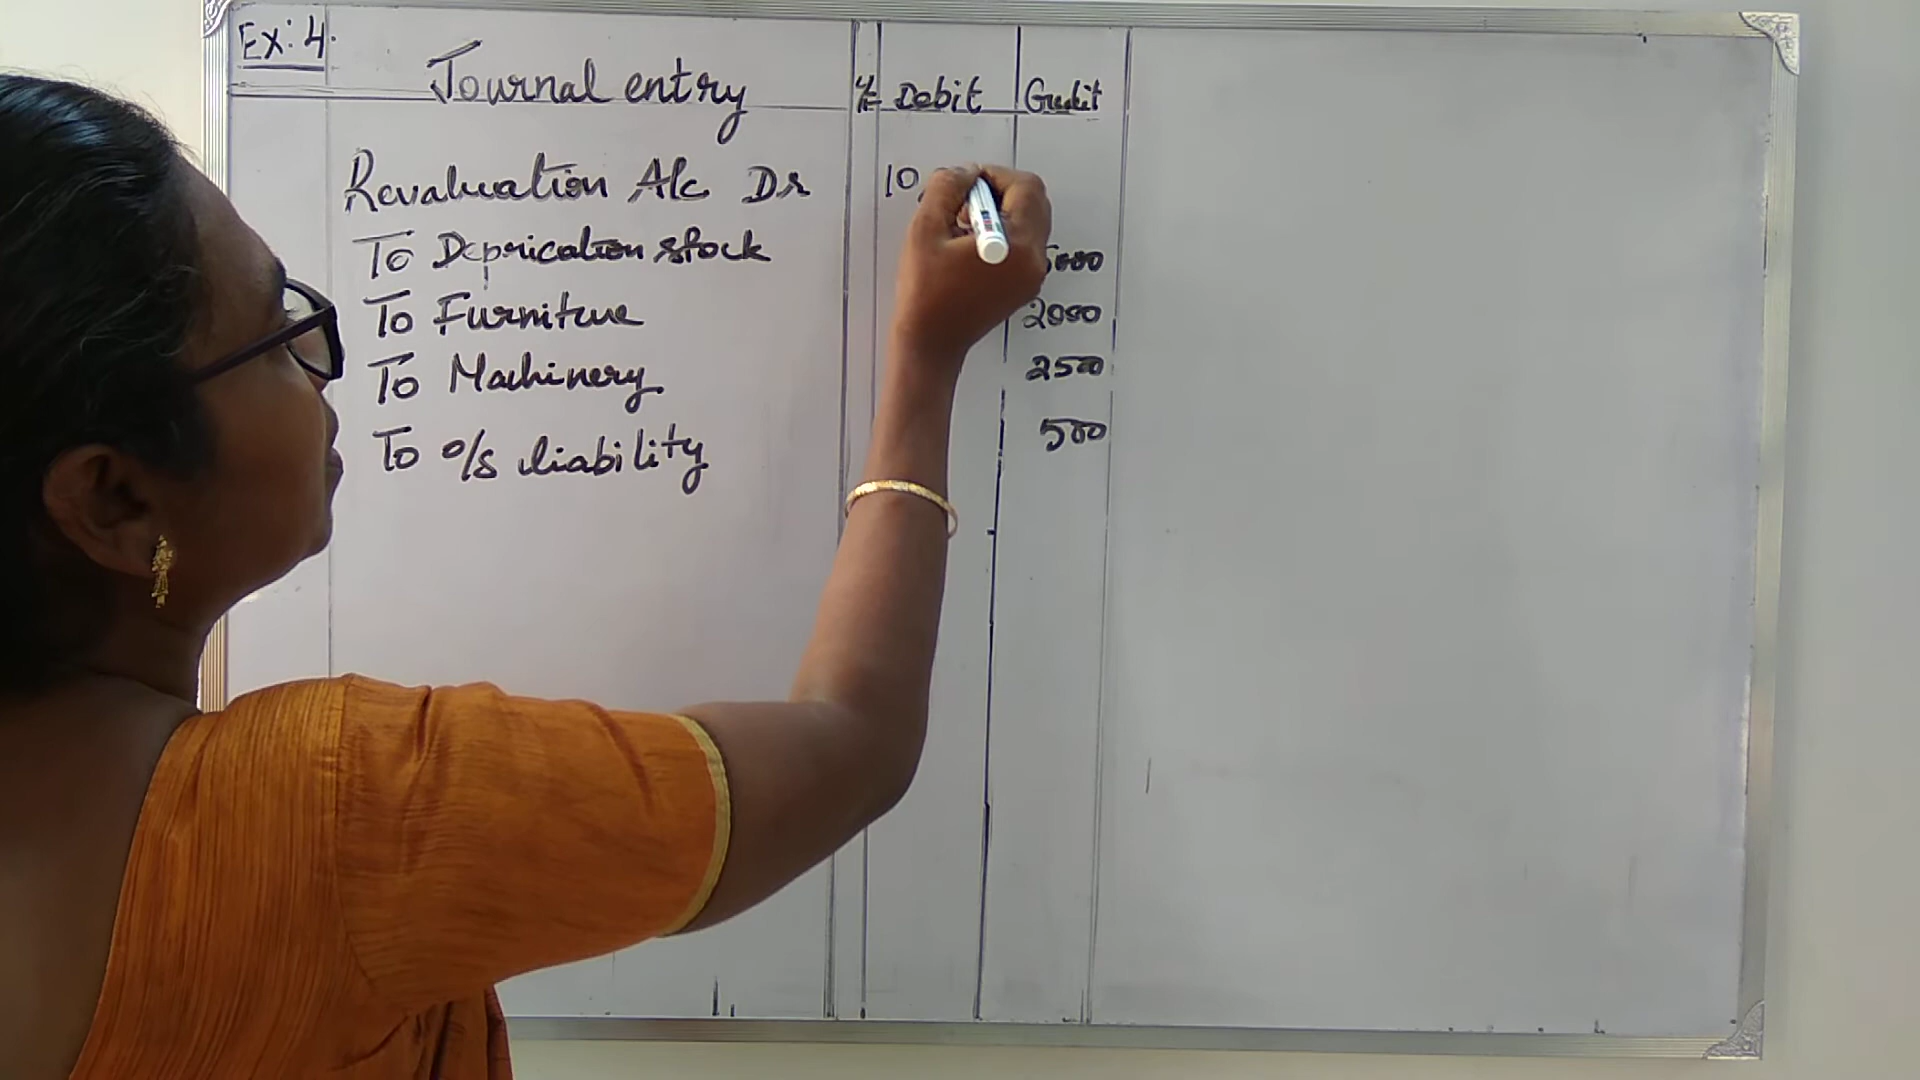 Ex: 4.
Journal entry Debit Credit
Revaluation A/c Dr 10,
To Deprication stock 5000
To Furniture 2000
To Machinery 2500
To o/s liability 500